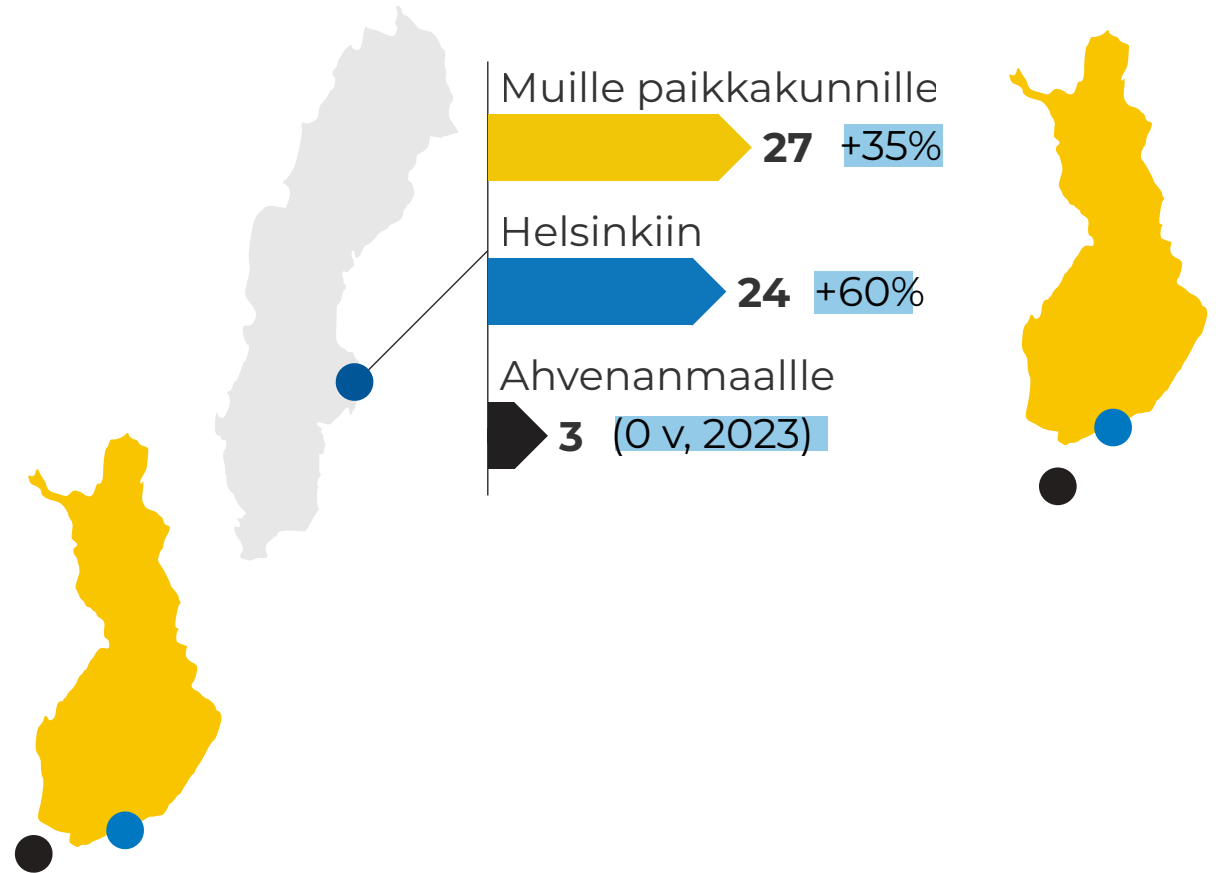 Muille paikkakunnille
27 +35%
Helsinkiin
24 +60%
Ahvenanmaallle
3 (0 v, 2023)